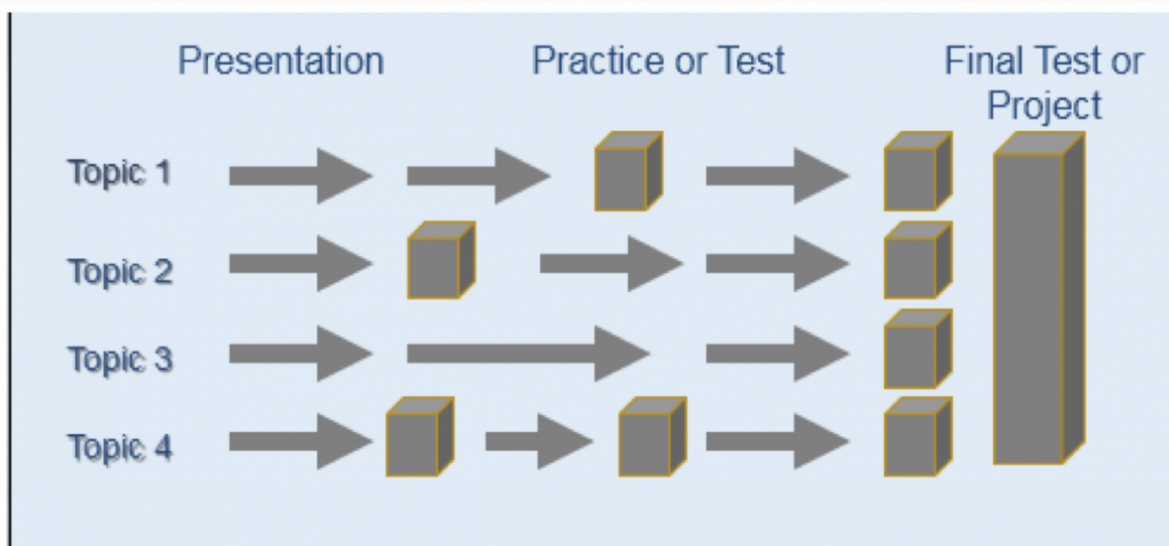 Presentation
Practice or Test
Final Test or
Project
Topic 1
Topic 2
Topic 3
Topic 4